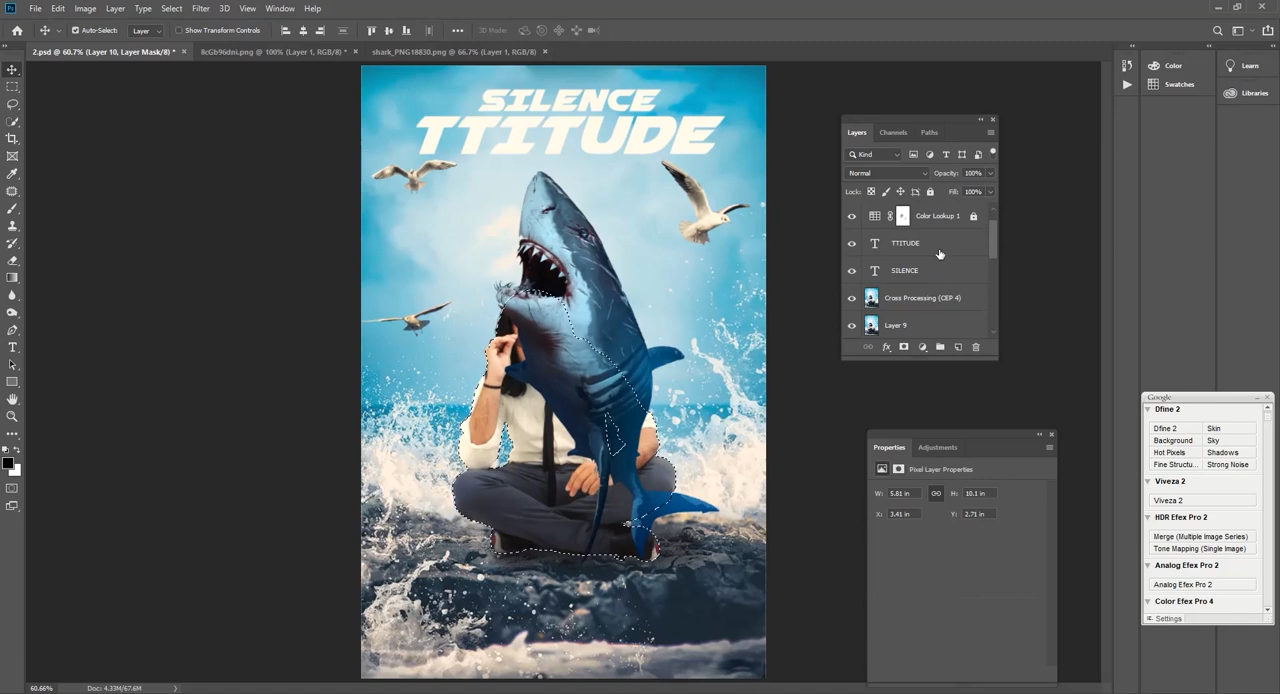 Ps File Edit Image Layer Type Select Filter 3D View Window Help
Auto-Select: Layer Show Transform Controls 3D Mode:
2.psd @ 60.7% (Layer 10, Layer Mask/8) * × 8cGb96dni.png @ 100% (Layer 1, RGB/8) * × shark_PNG18830.png @ 66.7% (Layer 1, RGB/8) ×
SILENCE
TTITUDE
Layers Channels Paths
Kind
Normal Opacity: 100%
Lock: Fill: 100%
Color Lookup 1
T TTITUDE
T SILENCE
Cross Processing (CEP 4)
Layer 9
fx
Properties Adjustments
Pixel Layer Properties
W: 5.81 in H: 10.1 in
X: 3.41 in Y: 2.71 in
Color
Swatches
Learn
Libraries
Google
Dfine 2
Dfine 2 Skin
Background Sky
Hot Pixels Shadows
Fine Structu... Strong Noise
Viveza 2
Viveza 2
HDR Efex Pro 2
Merge (Multiple Image Series)
Tone Mapping (Single Image)
Analog Efex Pro 2
Analog Efex Pro 2
Color Efex Pro 4
Settings
60.66% Doc: 4.33M/67.6M